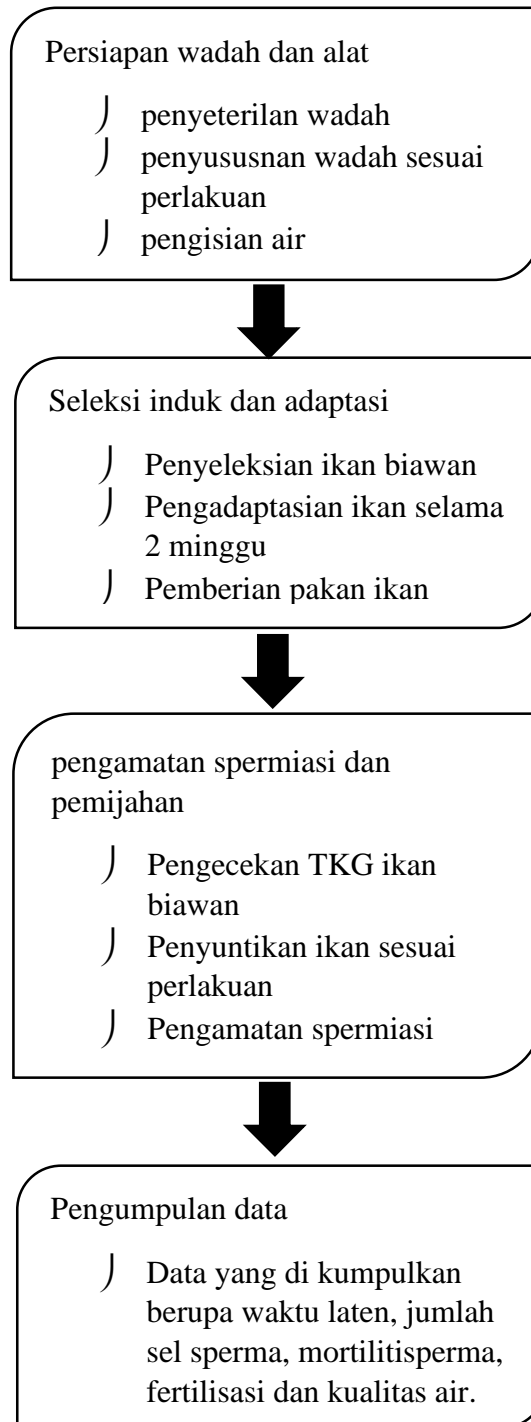 Persiapan wadah dan alat
⌡ penyeterilan wadah
⌡ penyususnan wadah sesuai
perlakuan
⌡ pengisian air
Seleksi induk dan adaptasi
⌡ Penyeleksian ikan biawan
⌡ Pengadaptasian ikan selama
2 minggu
⌡ Pemberian pakan ikan
pengamatan spermiasi dan
pemijahan
⌡ Pengecekan TKG ikan
biawan
⌡ Penyuntikan ikan sesuai
perlakuan
⌡ Pengamatan spermiasi
Pengumpulan data
⌡ Data yang di kumpulkan
berupa waktu laten, jumlah
sel sperma, mortilitisperma,
fertilisasi dan kualitas air.